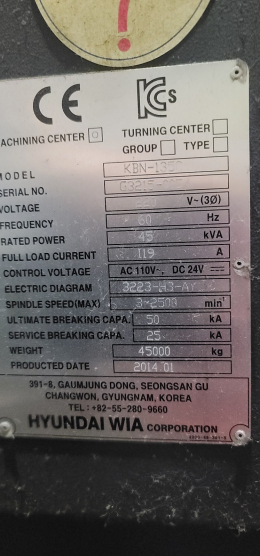 ?
CE KCs
MACHINING CENTER TURNING CENTER
GROUP TYPE
MODEL
SERIAL NO.
VOLTAGE V~(3Ø)
FREQUENCY 60 Hz
RATED POWER 45 kVA
FULL LOAD CURRENT 119 A
CONTROL VOLTAGE AC 110V~, DC 24V⎓
ELECTRIC DIAGRAM
SPINDLE SPEED(MAX) 3~2500 min⁻¹
ULTIMATE BREAKING CAPA. 50 kA
SERVICE BREAKING CAPA. 25 kA
WEIGHT 45000 kg
PRODUCTED DATE 2014.01
391-8, GAUMJUNG DONG, SEONGSAN GU
CHANGWON, GYUNGNAM, KOREA
TEL : +82-55-280-9660
HYUNDAI WIA CORPORATION